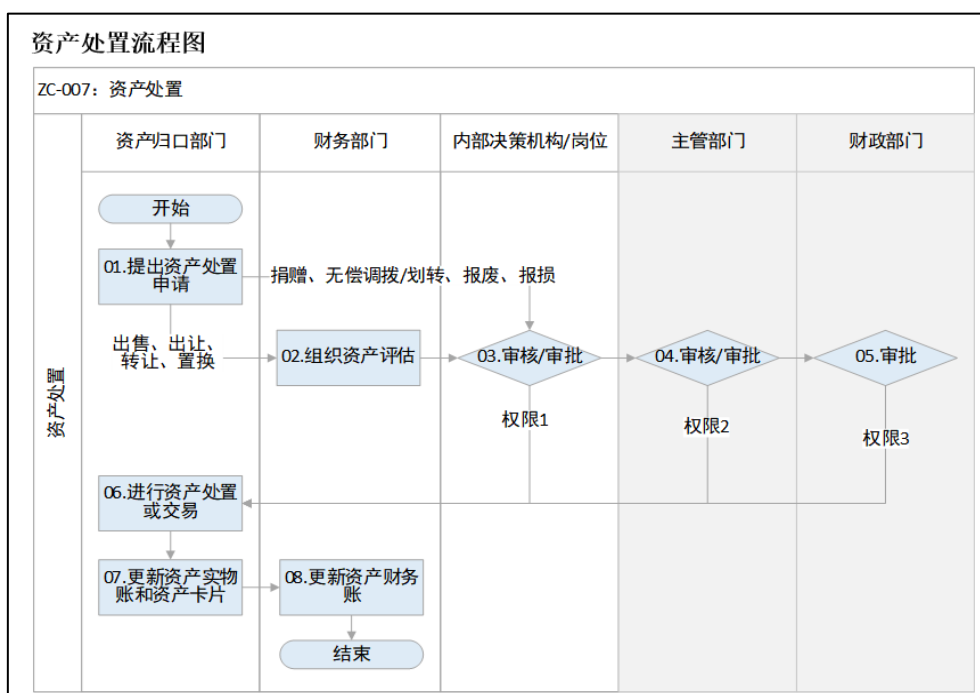 资产处置流程图
ZC-007：资产处置
资产归口部门
财务部门
内部决策机构/岗位
主管部门
财政部门
资产处置
开始
01.提出资产处置
申请
捐赠、无偿调拨/划转、报废、报损
出售、出让、
转让、置换
02.组织资产评估
03.审核/审批
04.审核/审批
05.审批
权限1
权限2
权限3
06.进行资产处置
或交易
07.更新资产实物
账和资产卡片
08.更新资产财务
账
结束